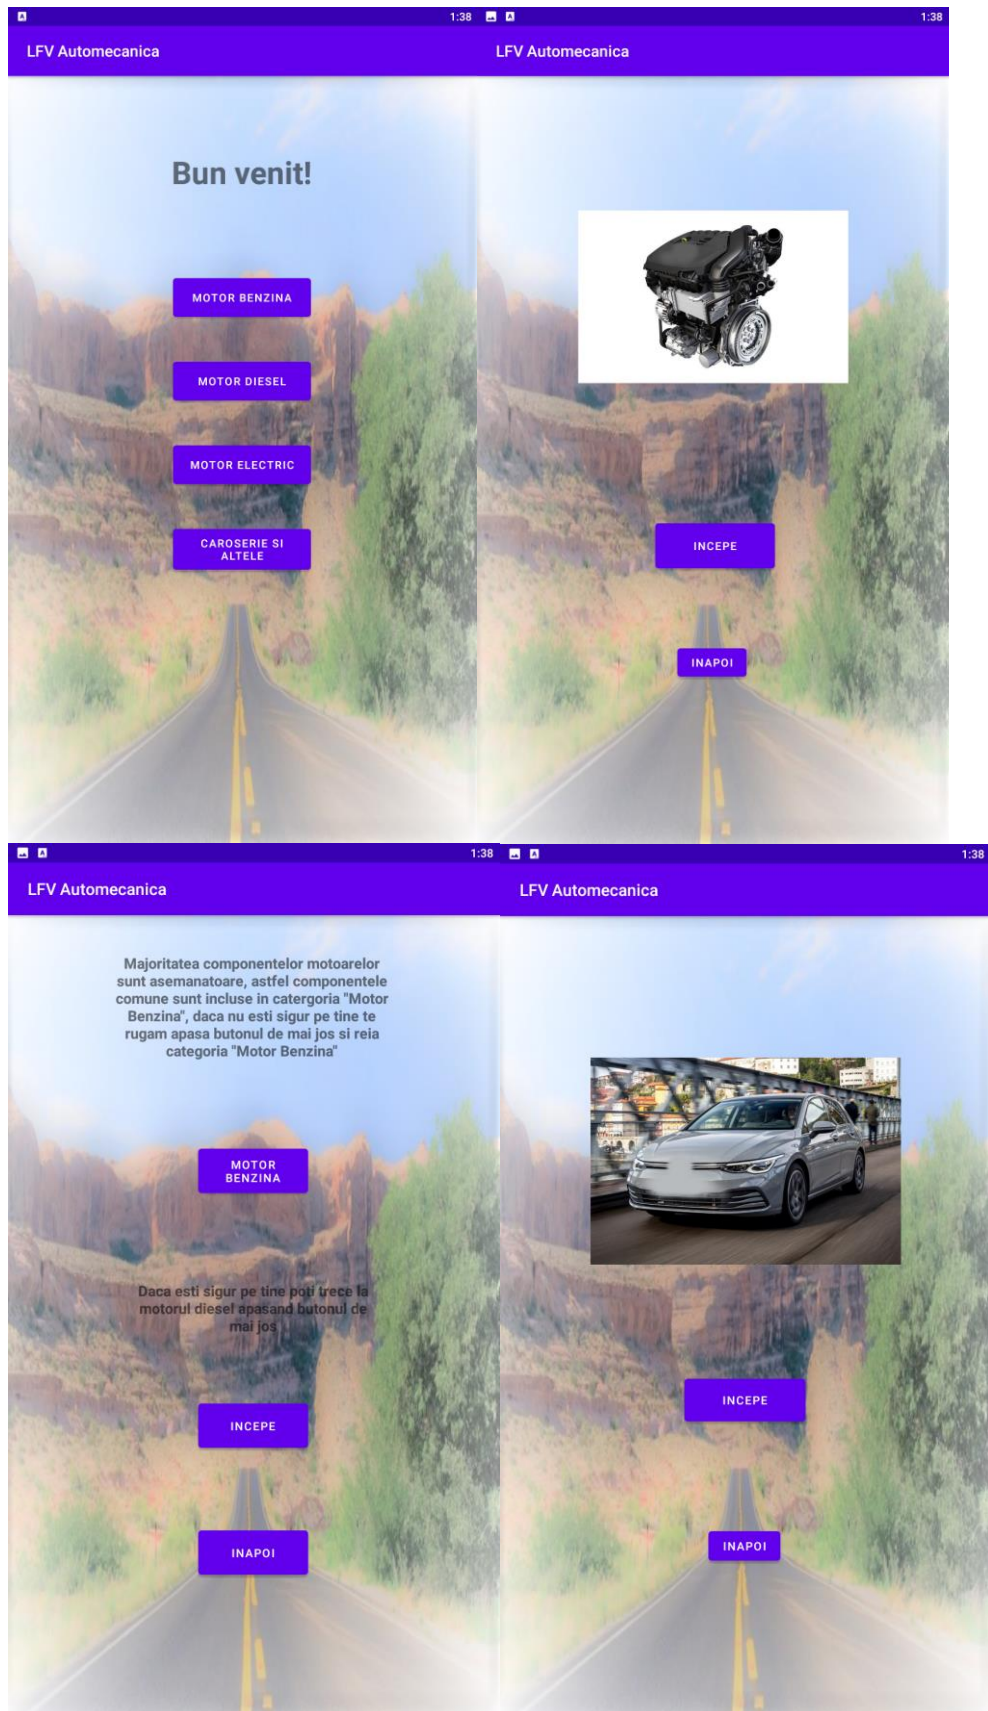 1:38
LFV Automecanica
Bun venit!
MOTOR BENZINA
MOTOR DIESEL
MOTOR ELECTRIC
CAROSERIE SI
ALTELE
1:38
LFV Automecanica
INCEPE
INAPOI
1:38
LFV Automecanica
Majoritatea componentelor motoarelor
sunt asemanatoare, astfel componentele
comune sunt incluse in catergoria "Motor
Benzina", daca nu esti sigur pe tine te
rugam apasa butonul de mai jos si reia
categoria "Motor Benzina"
MOTOR
BENZINA
Daca esti sigur pe tine poti trece la
motorul diesel apasand butonul de
mai jos
INCEPE
INAPOI
1:38
LFV Automecanica
INCEPE
INAPOI